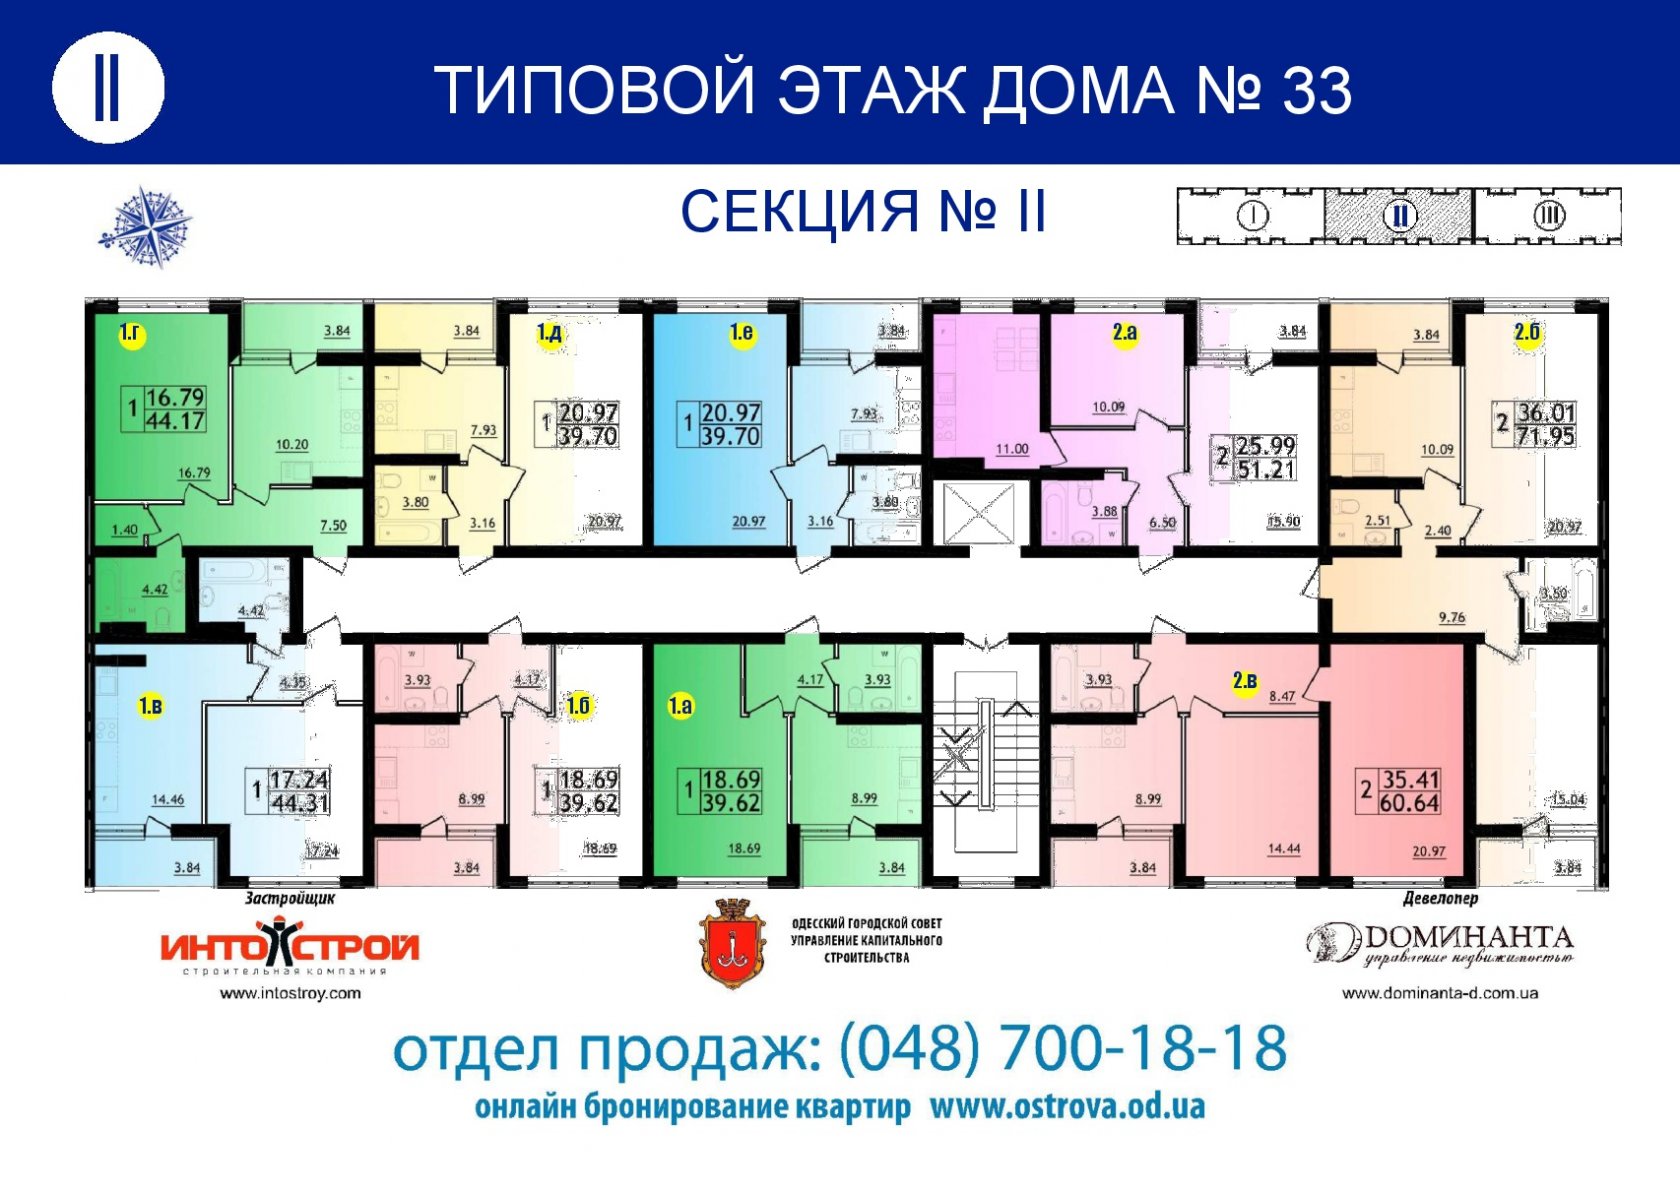 II
ТИПОВОЙ ЭТАЖ ДОМА № 33
СЕКЦИЯ № II
I
II
III
1.г
3.84
3.84
1.д
1.е
3.84
2.а
3.84
3.84
2.б
1
16.79
44.17
10.20
16.79
7.93
1
20.97
39.70
1
20.97
39.70
7.93
11.00
10.09
2
25.99
51.21
10.09
2
36.01
71.95
1.40
7.50
3.80
3.16
20.97
20.97
3.16
3.80
3.88
6.50
15.90
2.51
2.40
20.97
4.42
4.42
9.76
3.60
1.в
4.35
3.93
4.17
1.б
1.а
4.17
3.93
3.93
2.в
8.47
14.46
1
17.24
44.31
8.99
1
18.69
39.62
1
18.69
39.62
8.99
8.99
2
35.41
60.64
15.04
3.84
17.24
3.84
18.69
18.69
3.84
3.84
14.44
20.97
3.84
Застройщик
ИНТОСТРОЙ
строительная компания
www.intostroy.com
ОДЕССКИЙ ГОРОДСКОЙ СОВЕТ
УПРАВЛЕНИЕ КАПИТАЛЬНОГО
СТРОИТЕЛЬСТВА
Девелопер
DОМИНАНТА
управление недвижимостью
www.dominanta-d.com.ua
отдел продаж: (048) 700-18-18
онлайн бронирование квартир www.ostrova.od.ua